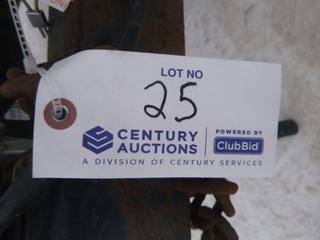 LOT NO
25
CENTURY
AUCTIONS
POWERED BY
ClubBid
A DIVISION OF CENTURY SERVICES